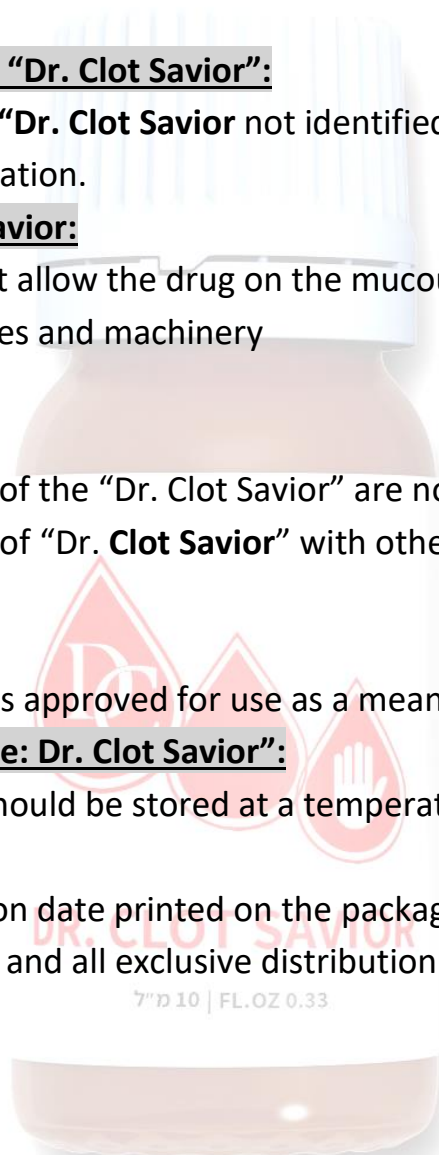 “Dr. Clot Savior”:
“Dr. Clot Savior not identified
ation.
avior:
t allow the drug on the mucou
es and machinery
of the “Dr. Clot Savior” are no
of “Dr. Clot Savior” with othe
DC
s approved for use as a mean
e: Dr. Clot Savior”:
hould be stored at a temperat
on date printed on the packag
DR. CLOT SAVIOR
and all exclusive distribution
10 מ"ל | FL.OZ 0.33